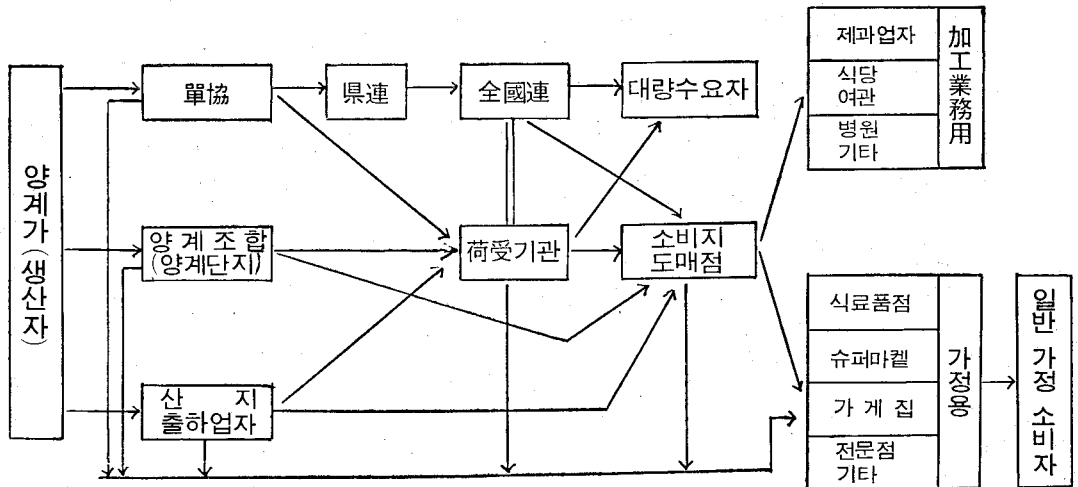 양계가(생산자)
單協
県連
全國連
대량수요자
양계조합
(양계단지)
荷受기관
소비지
도매점
산 지
출하업자
제과업자
식당
여관
병원
기타
加工業務用
식료품점
슈퍼마켙
가게집
전문점
기타
가정용
일반 가정 소비자